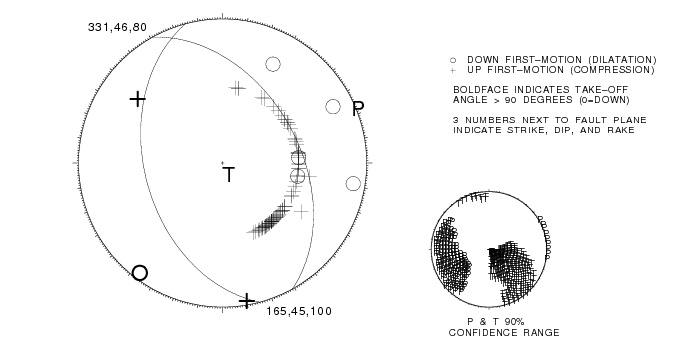 331,46,80
P
T
165,45,100
○ DOWN FIRST–MOTION (DILATATION)
+ UP FIRST–MOTION (COMPRESSION)
BOLDFACE INDICATES TAKE–OFF
ANGLE > 90 DEGREES (0=DOWN)
3 NUMBERS NEXT TO FAULT PLANE
INDICATE STRIKE, DIP, AND RAKE
P & T 90%
CONFIDENCE RANGE